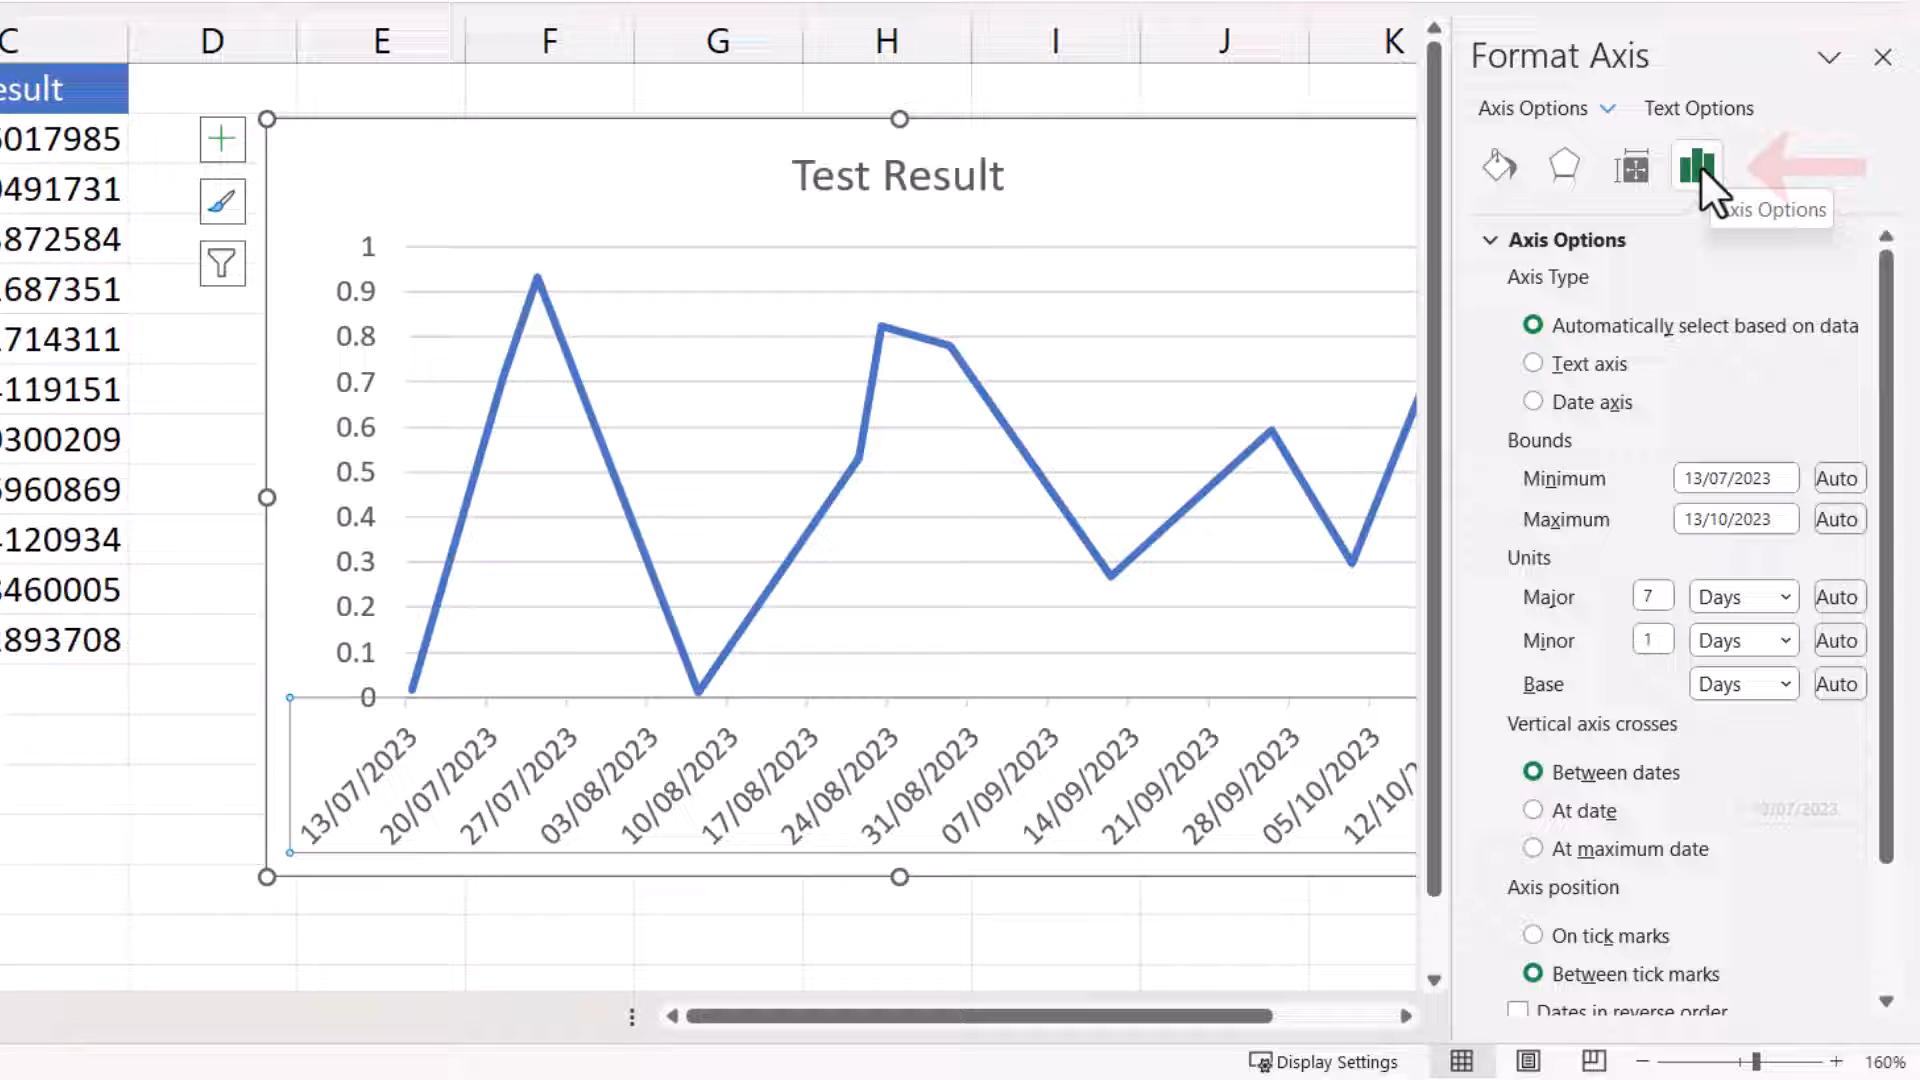 C D E F G H I J K
esult
6017985
491731
872584
687351
714311
119151
300209
960869
120934
460005
893708
Test Result
1
0.9
0.8
0.7
0.6
0.5
0.4
0.3
0.2
0.1
0
13/07/2023
20/07/2023
27/07/2023
03/08/2023
10/08/2023
17/08/2023
24/08/2023
31/08/2023
07/09/2023
14/09/2023
21/09/2023
28/09/2023
05/10/2023
12/10/2
Format Axis
Axis Options Text Options
xis Options
Axis Options
Axis Type
Automatically select based on data
Text axis
Date axis
Bounds
Minimum 13/07/2023 Auto
Maximum 13/10/2023 Auto
Units
Major 7 Days Auto
Minor 1 Days Auto
Base Days Auto
Vertical axis crosses
Between dates
At date 13/07/2023
At maximum date
Axis position
On tick marks
Between tick marks
Dates in reverse order
Display Settings 160%